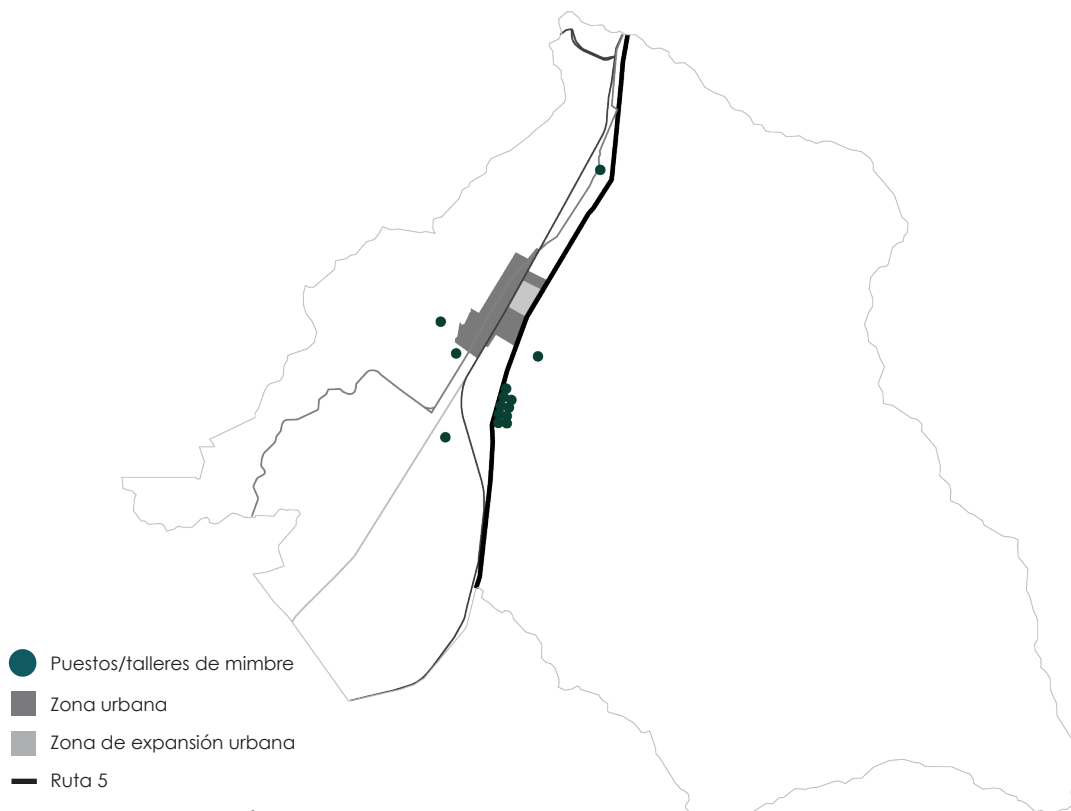 Puestos/talleres de mimbre
Zona urbana
Zona de expansión urbana
Ruta 5